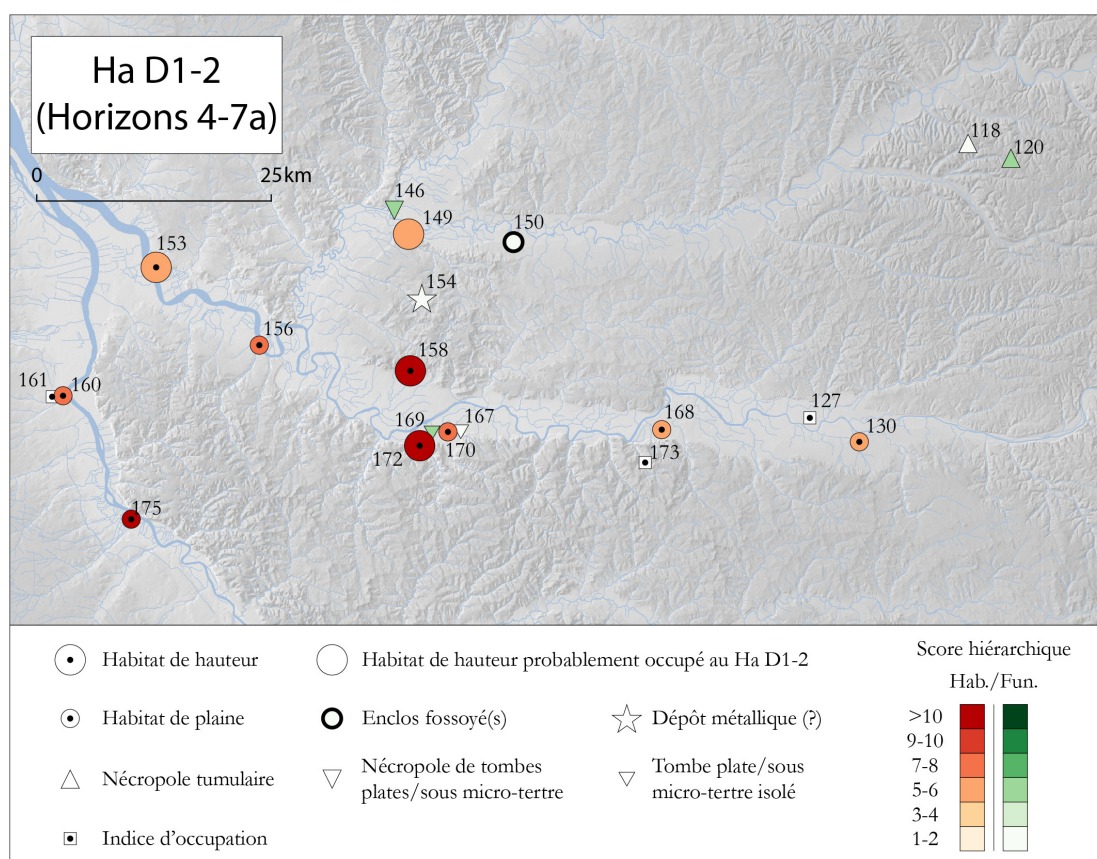 Ha D1-2
(Horizons 4-7a)
0
25km
118
120
146
149
150
153
154
156
158
161
160
127
169
167
168
130
172
170
173
175
Habitat de hauteur
Habitat de hauteur probablement occupé au Ha D1-2
Habitat de plaine
Enclos fossoyé(s)
Dépôt métallique (?)
Nécropole tumulaire
Nécropole de tombes
plates/sous micro-tertre
Tombe plate/sous
micro-tertre isolé
Indice d'occupation
Score hiérarchique
Hab./Fun.
>10
9-10
7-8
5-6
3-4
1-2